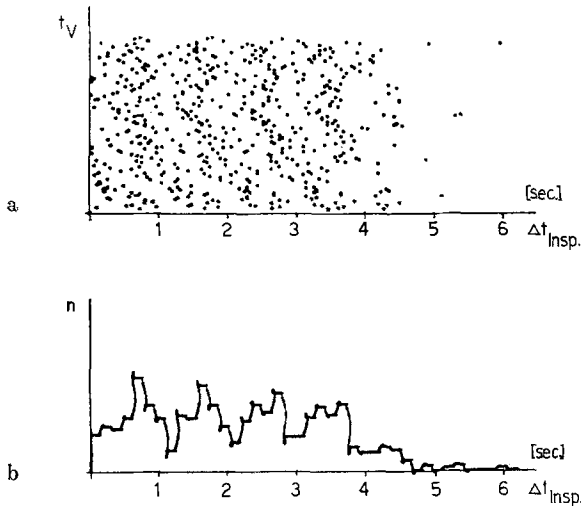 t_V
a
[sec.]
1 2 3 4 5 6 Δt_Insp.
n
b
[sec.]
1 2 3 4 5 6 Δt_Insp.